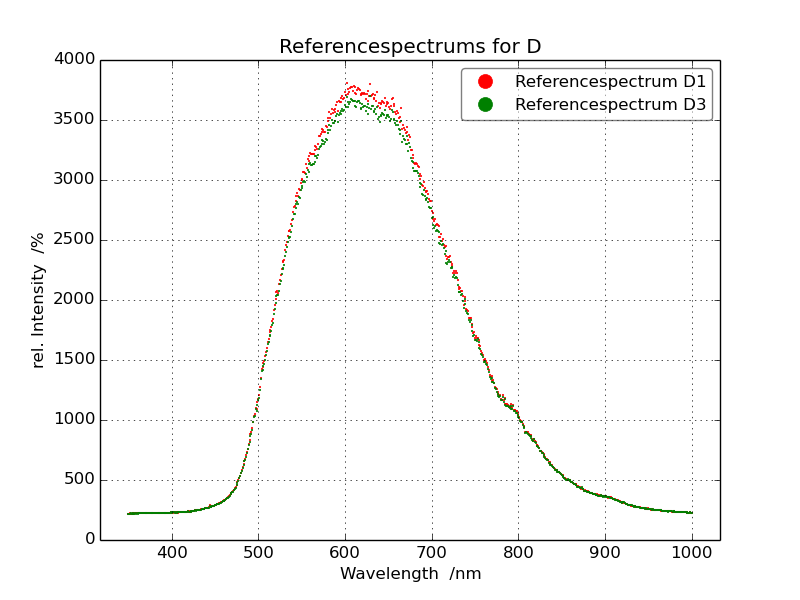 Referencespectrums for D
Referencespectrum D1
Referencespectrum D3
4000
3500
3000
2500
2000
1500
1000
500
0
rel. Intensity  /%
400 500 600 700 800 900 1000
Wavelength  /nm